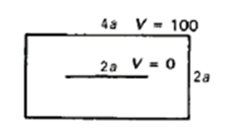 4a V = 100
2a V = 0
2a